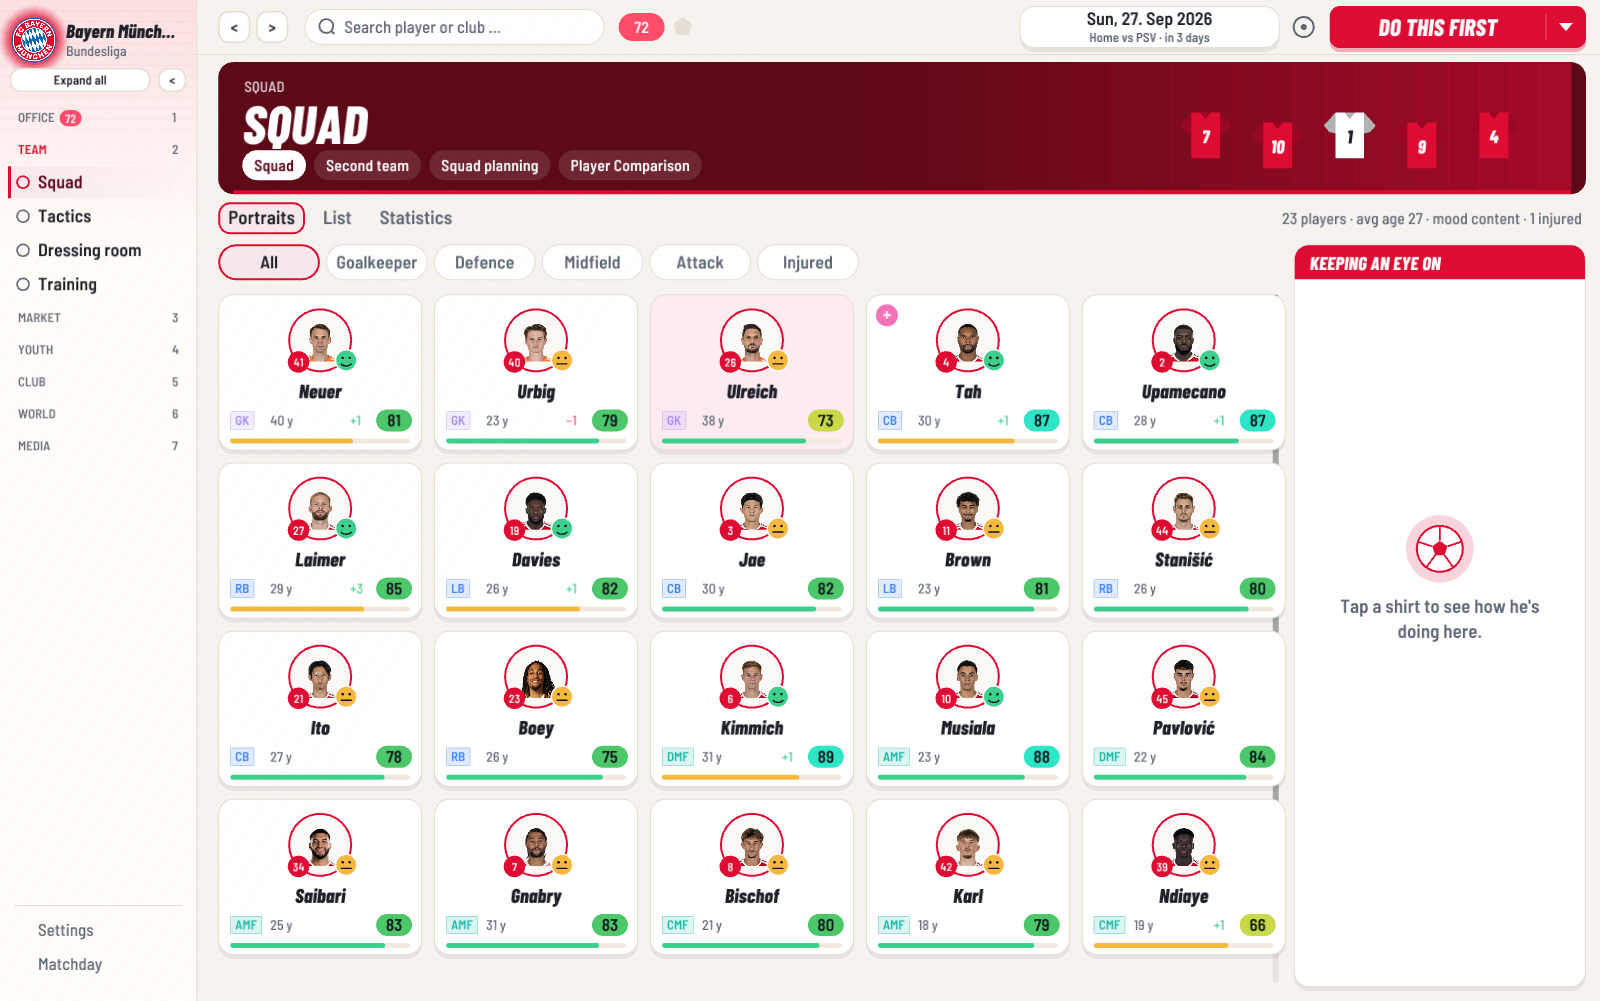 Bayern Münch...
Bundesliga
Expand all
<
OFFICE 72 1
TEAM 2
Squad
Tactics
Dressing room
Training
MARKET 3
YOUTH 4
CLUB 5
WORLD 6
MEDIA 7
Settings
Matchday
< >
Search player or club ...
72
Sun, 27. Sep 2026
Home vs PSV · in 3 days
DO THIS FIRST
SQUAD
SQUAD
Squad Second team Squad planning Player Comparison
7 10 1 9 4
Portraits List Statistics
23 players · avg age 27 · mood content · 1 injured
All Goalkeeper Defence Midfield Attack Injured
41
Neuer
GK 40 y +1 81
40
Urbig
GK 23 y −1 79
26
Ulreich
GK 38 y 73
+
4
Tah
CB 30 y +1 87
2
Upamecano
CB 28 y +1 87
27
Laimer
RB 29 y +3 85
19
Davies
LB 26 y +1 82
3
Jae
CB 30 y 82
11
Brown
LB 23 y 81
44
Stanišić
RB 26 y 80
21
Ito
CB 27 y 78
23
Boey
RB 26 y 75
6
Kimmich
DMF 31 y +1 89
10
Musiala
AMF 23 y 88
45
Pavlović
DMF 22 y 84
34
Saibari
AMF 25 y 83
7
Gnabry
AMF 31 y 83
8
Bischof
CMF 21 y 80
42
Karl
AMF 18 y 79
39
Ndiaye
CMF 19 y +1 66
KEEPING AN EYE ON
Tap a shirt to see how he's
doing here.
FC BAYERN
MÜNCHEN